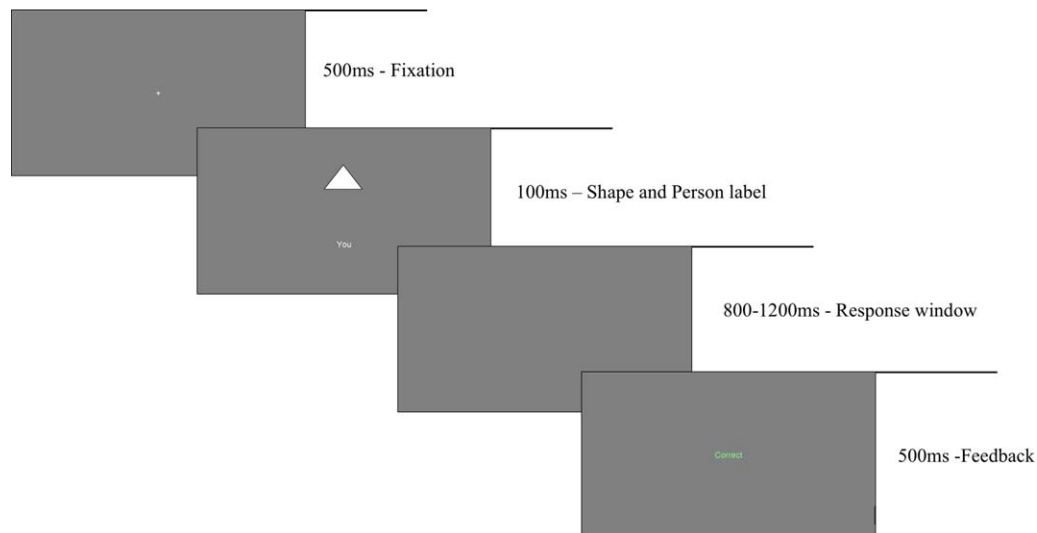 500ms - Fixation
100ms – Shape and Person label
You
800-1200ms - Response window
Correct
500ms -Feedback